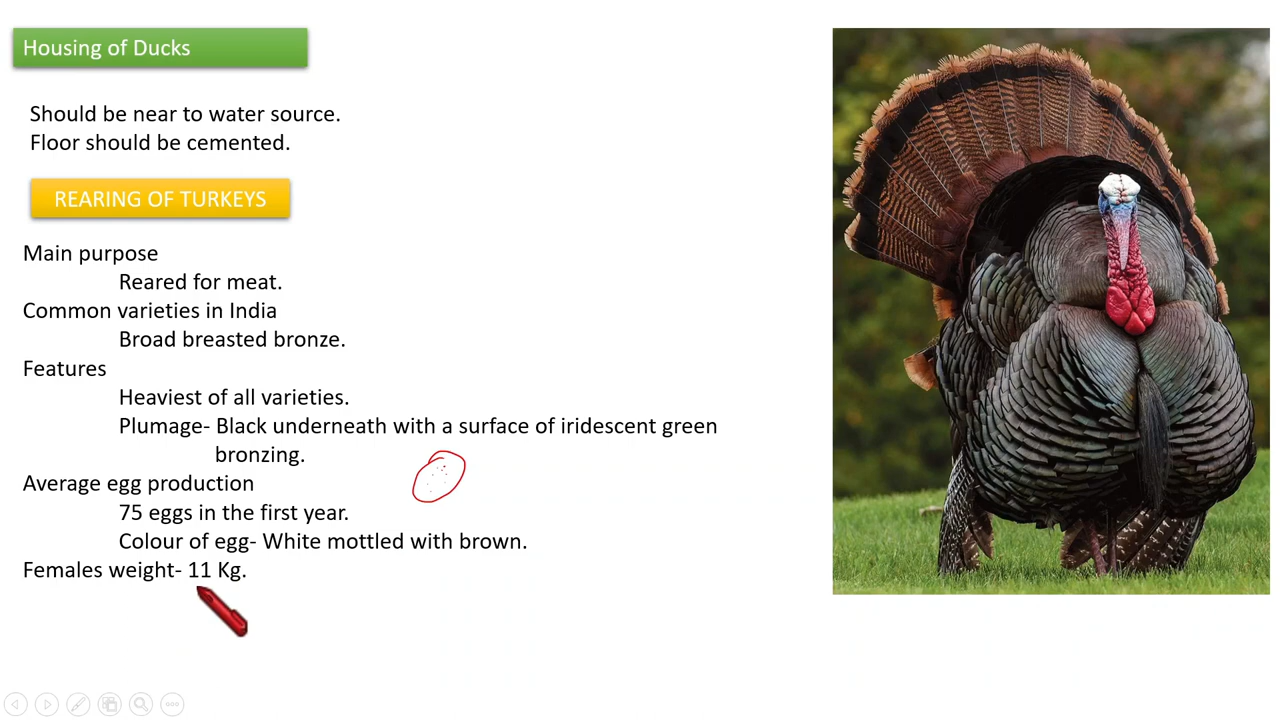 Housing of Ducks
Should be near to water source.
Floor should be cemented.
REARING OF TURKEYS
Main purpose
Reared for meat.
Common varieties in India
Broad breasted bronze.
Features
Heaviest of all varieties.
Plumage- Black underneath with a surface of iridescent green
bronzing.
Average egg production
75 eggs in the first year.
Colour of egg- White mottled with brown.
Females weight- 11 Kg.